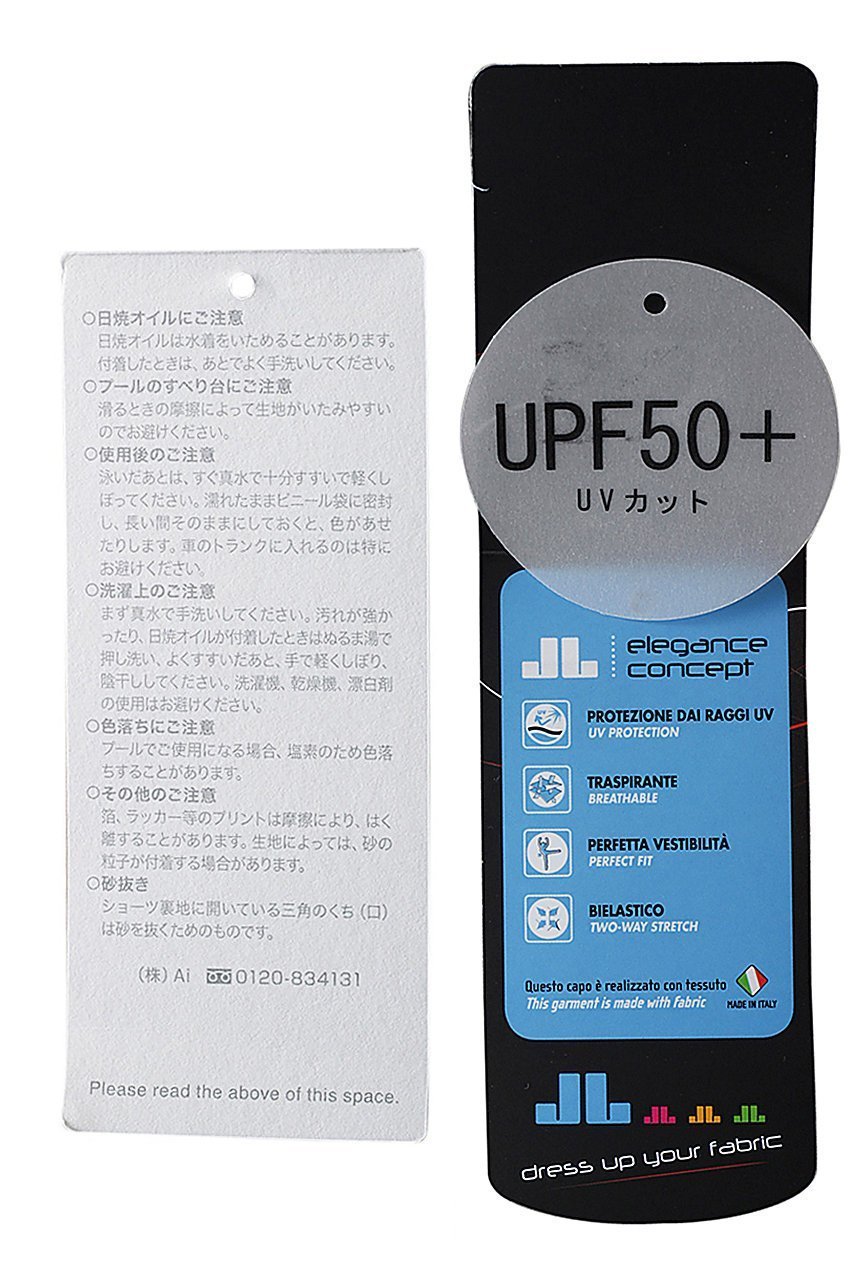 ○日焼オイルにご注意
日焼オイルは水着をいためることがあります。
付着したときは、あとでよく手洗いしてください。
○プールのすべり台にご注意
滑るときの摩擦によって生地がいたみやすい
のでお避けください。
○使用後のご注意
泳いだあとは、すぐ真水で十分すすいで軽くし
ぼってください。濡れたままビニール袋に密封
し、長い間そのままにしておくと、色があせ
たりします。車のトランクに入れるのは特に
お避けください。
○洗濯上のご注意
まず真水で手洗いしてください。汚れが強か
ったり、日焼オイルが付着したときはぬるま湯で
押し洗い、よくすすいだあと、手で軽くしぼり、
陰干ししてください。洗濯機、乾燥機、漂白剤
の使用はお避けください。
○色落ちにご注意
プールでご使用になる場合、塩素のため色落
ちすることがあります。
○その他のご注意
箔、ラッカー等のプリントは摩擦により、はく
離することがあります。生地によっては、砂の
粒子が付着する場合があります。
○砂抜き
ショーツ裏地に開いている三角のくち（口）
は砂を抜くためのものです。
（株）Ai 0120-834131
Please read the above of this space.
UPF50+
UVカット
JL elegance
concept
UV
PROTEZIONE DAI RAGGI UV
UV PROTECTION
TRASPIRANTE
BREATHABLE
PERFETTA VESTIBILITÀ
PERFECT FIT
BIELASTICO
TWO-WAY STRETCH
Questo capo è realizzato con tessuto
This garment is made with fabric
MADE IN ITALY
JL JL JL JL
dress up your fabric